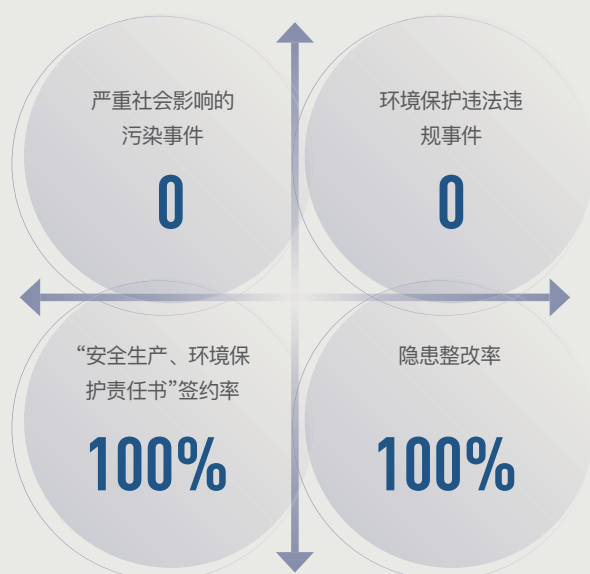 严重社会影响的
污染事件
0
环境保护违法违
规事件
0
“安全生产、环境保
护责任书”签约率
100%
隐患整改率
100%